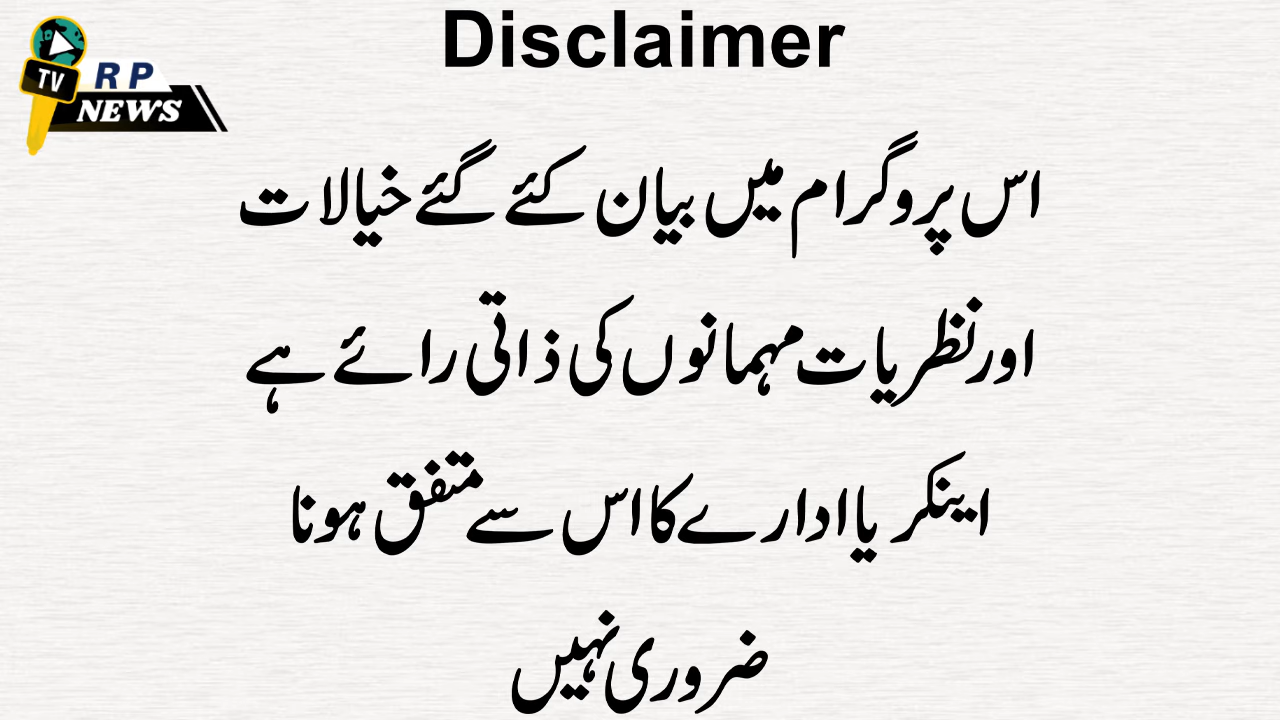 Disclaimer
TV
R P
NEWS
اس پروگرام میں بیان کئے گئے خیالات
اور نظریات مہمانوں کی ذاتی رائے ہے
اینکر یا ادارے کا اس سے متفق ہونا
ضروری نہیں